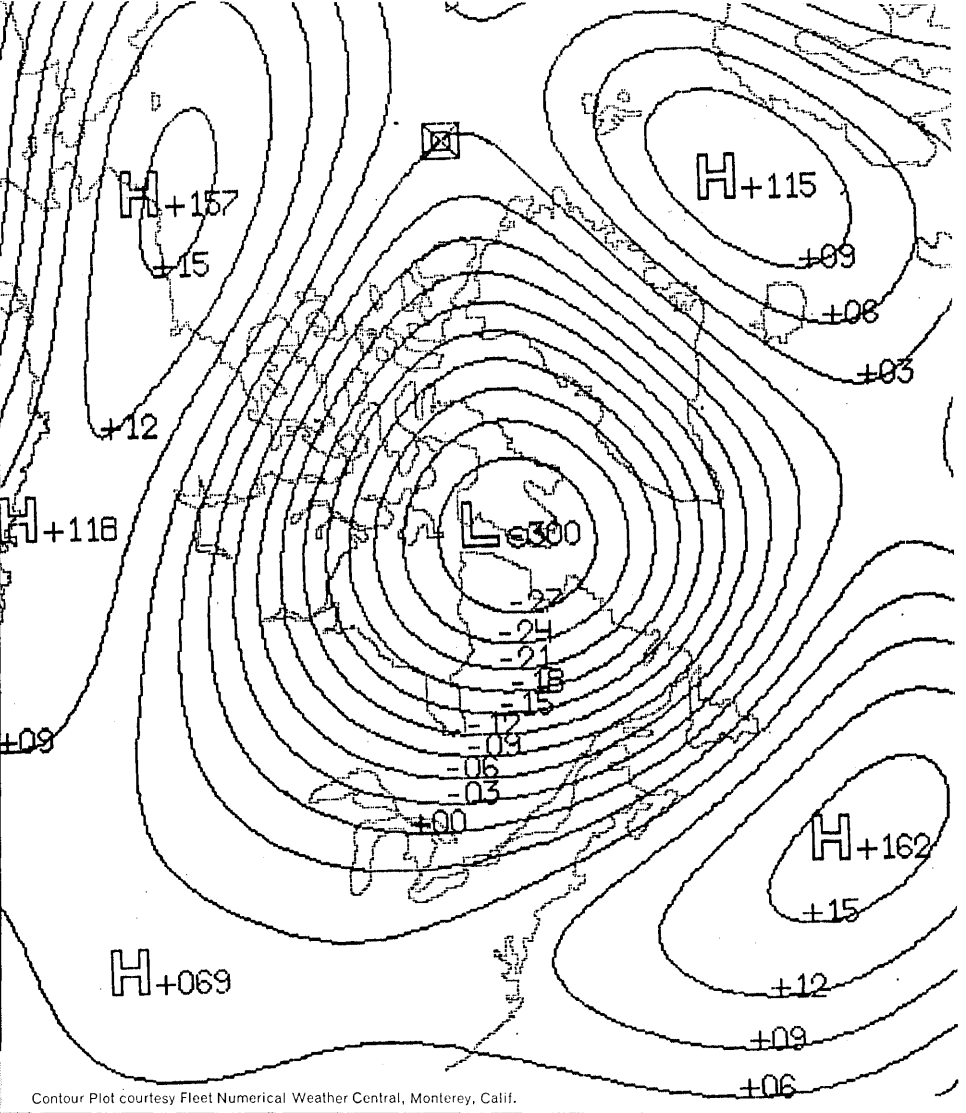 H +157
H +115
+09
+15
+06
+03
+12
H +118
L 300
-27
-24
-21
-18
-15
-12
+09
-09
-06
-03
+00
H +162
+15
H +069
+12
+09
+06
Contour Plot courtesy Fleet Numerical Weather Central, Monterey, Calif.